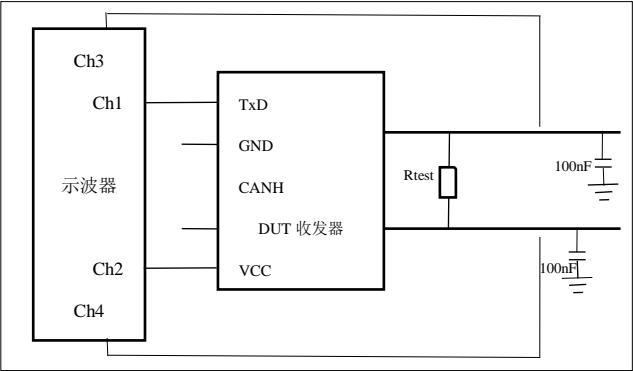 Ch3
Ch1
示波器
Ch2
Ch4
TxD
GND
CANH
DUT 收发器
VCC
Rtest
100nF
100nF